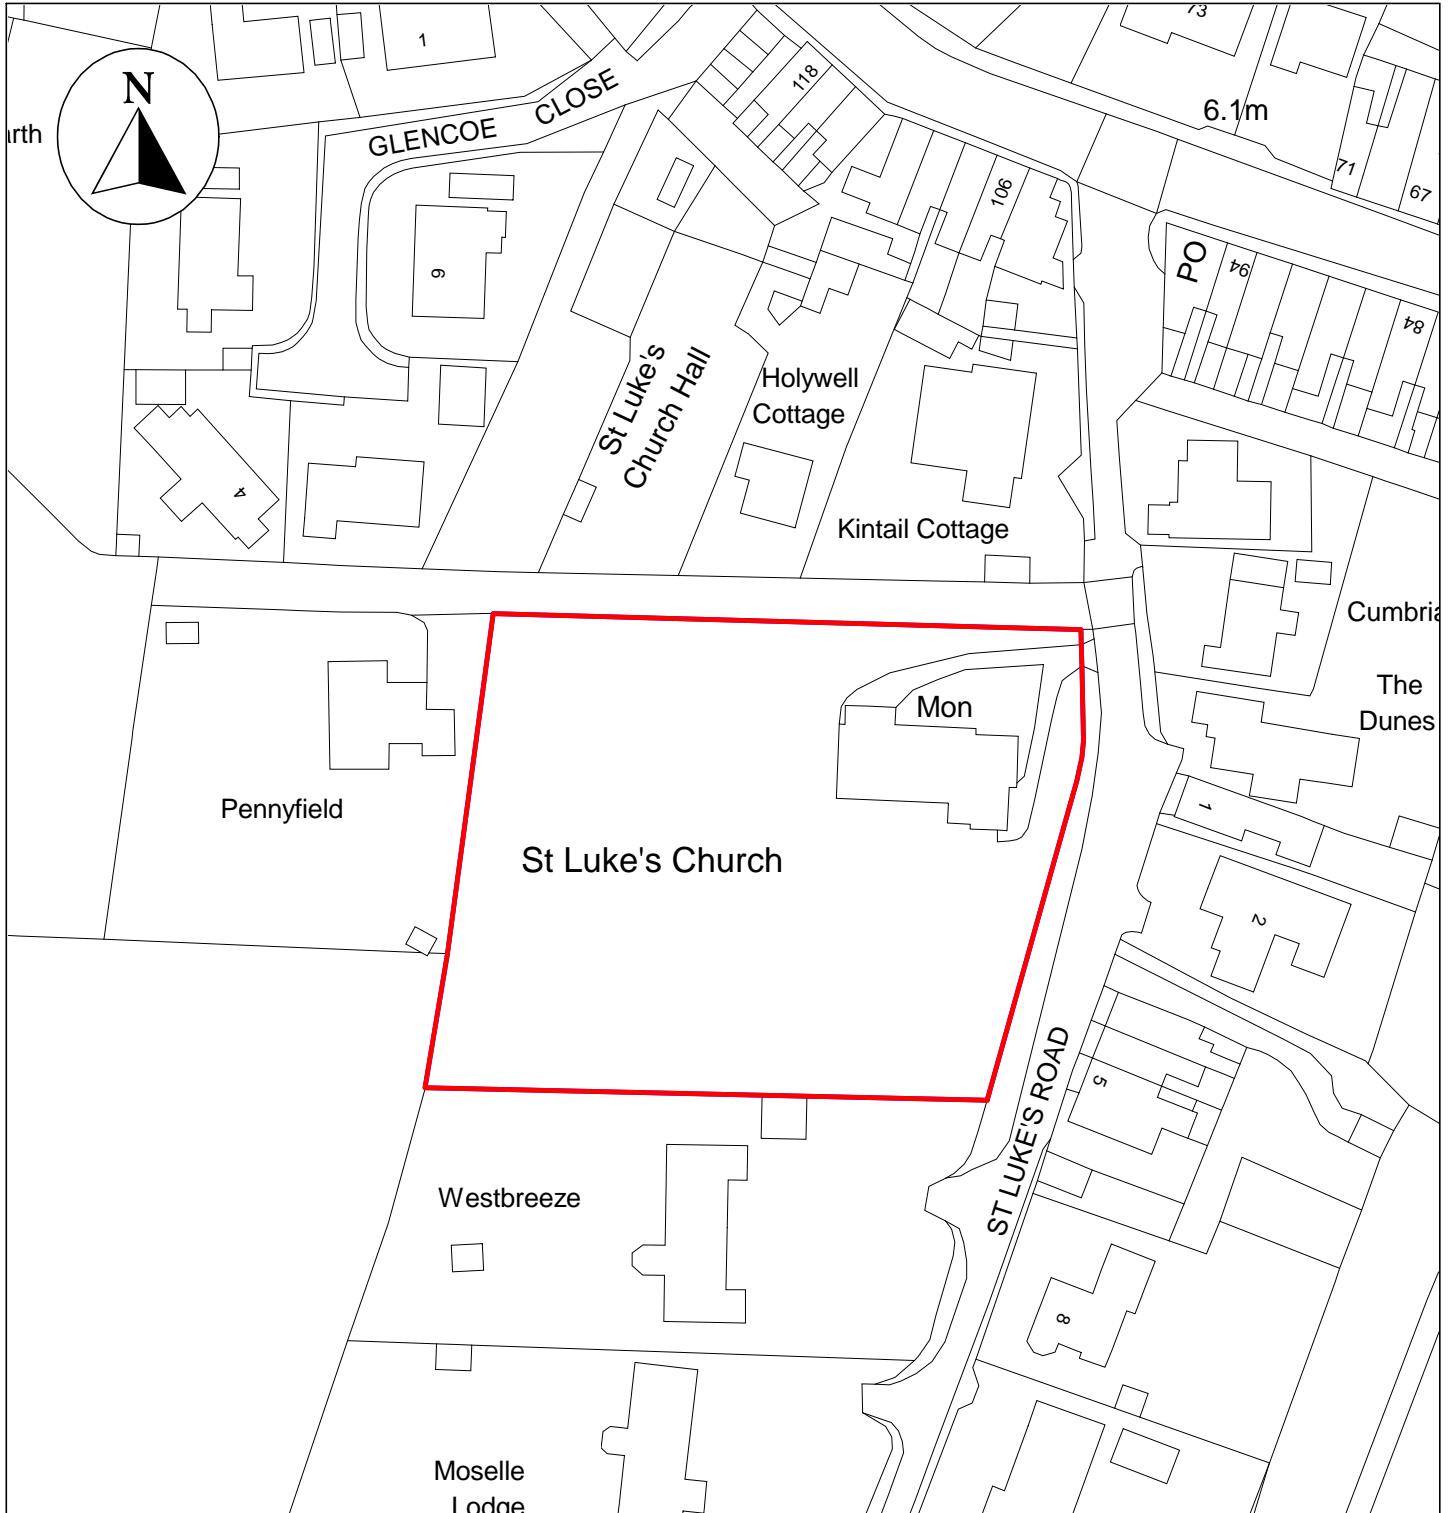 73
1
N
118
CLOSE
6.1m
GLENCOE
arth
71
67
106
PO
94
9
84
St Luke's
Church Hall
Holywell
Cottage
4
Kintail Cottage
Cumbria
The
Dunes
Mon
Pennyfield
1
St Luke's Church
2
5
ST LUKE'S ROAD
Westbreeze
8
Moselle
Lodge